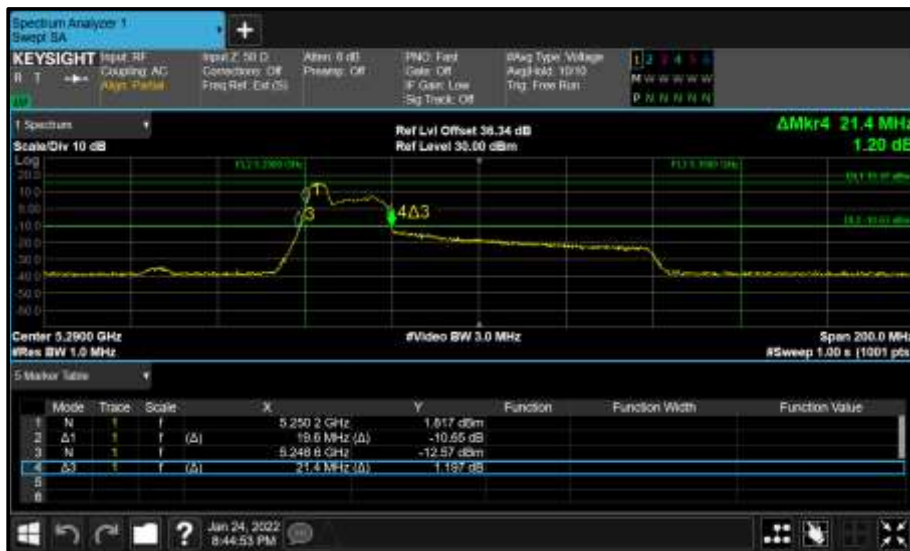 Spectrum Analyzer 1
Swept SA
+
KEYSIGHT Input: RF Input Z: 50 Ω Atten: 6 dB PNO: Fast #Avg Type: Voltage 1 2 3 4 5 6
R T Coupling: AC Corrections: Off Preamp: Off Gate: Off Avg|Hold: 10/10 M W W W W W
Align: Partial Freq Ref: Ext (S) IF Gain: Low Trig: Free Run
Sig Track: Off P N N N N N
1 Spectrum
Ref Lvl Offset 36.34 dB ΔMkr4 21.4 MHz
Scale/Div 10 dB Ref Level 30.00 dBm 1.20 dB
Log
20.0
10.0
0.00
-10.0
-20.0
-30.0
-40.0
-50.0
-60.0
1
3
4Δ3
Center 5.2900 GHz #Video BW 3.0 MHz Span 200.0 MHz
#Res BW 1.0 MHz #Sweep 1.00 s (1001 pts
5 Marker Table
Mode Trace Scale X Y Function Function Width Function Value
1 N 1 f 5.250 2 GHz 1.817 dBm
2 Δ1 1 f (Δ) 19.6 MHz (Δ) -10.65 dB
3 N 1 f 5.248 6 GHz -12.57 dBm
4 Δ3 1 f (Δ) 21.4 MHz (Δ) 1.197 dB
5
6
?
Jan 24, 2022
8:44:53 PM